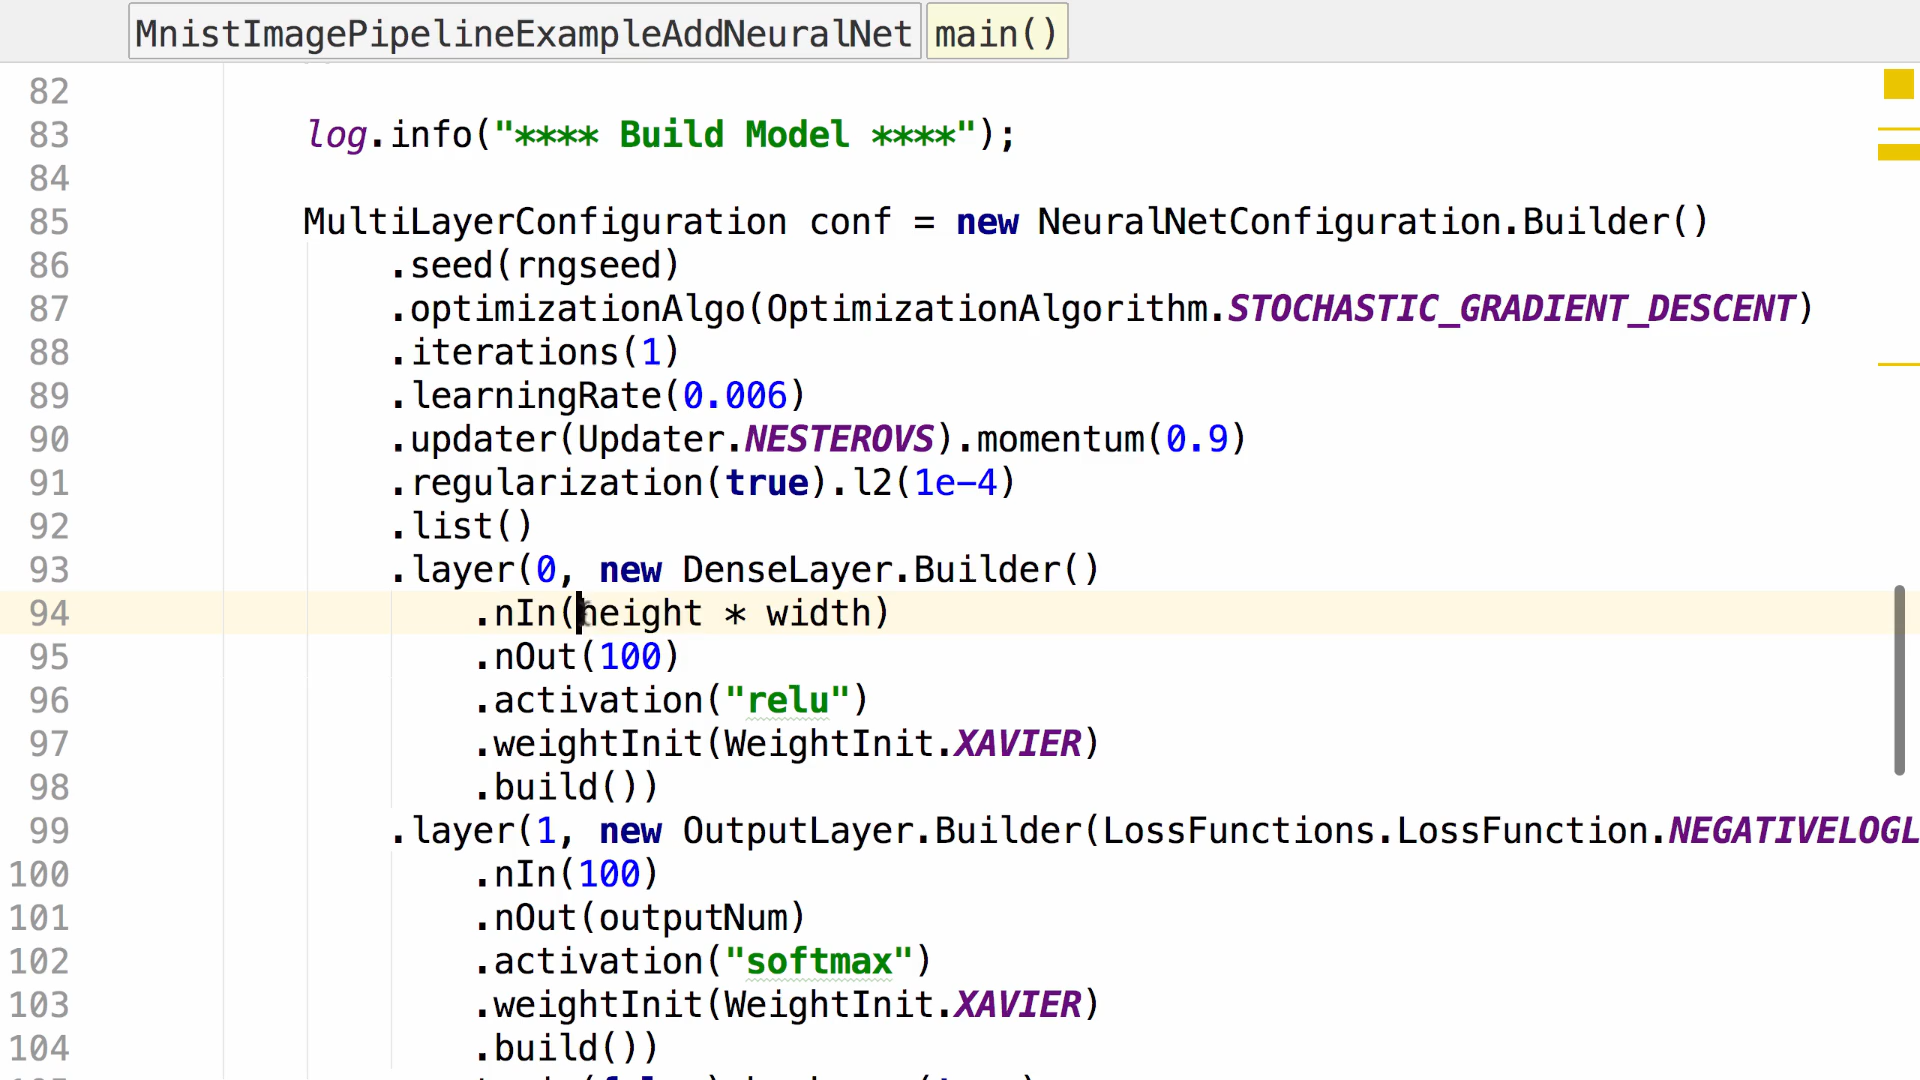 MnistImagePipelineExampleAddNeuralNet main()
82
83 log.info("**** Build Model ****");
84
85 MultiLayerConfiguration conf = new NeuralNetConfiguration.Builder()
86 .seed(rngseed)
87 .optimizationAlgo(OptimizationAlgorithm.STOCHASTIC_GRADIENT_DESCENT)
88 .iterations(1)
89 .learningRate(0.006)
90 .updater(Updater.NESTEROVS).momentum(0.9)
91 .regularization(true).l2(1e-4)
92 .list()
93 .layer(0, new DenseLayer.Builder()
94 .nIn(height * width)
95 .nOut(100)
96 .activation("relu")
97 .weightInit(WeightInit.XAVIER)
98 .build())
99 .layer(1, new OutputLayer.Builder(LossFunctions.LossFunction.NEGATIVELOGL
100 .nIn(100)
101 .nOut(outputNum)
102 .activation("softmax")
103 .weightInit(WeightInit.XAVIER)
104 .build())